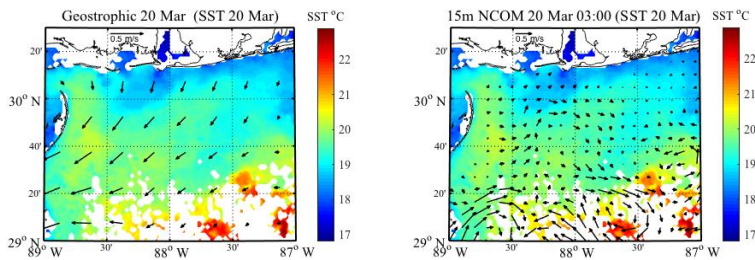 Geostrophic 20 Mar (SST 20 Mar) SST °C
0.5 m/s
20'
30° N
40'
20'
29° N
89° W 30' 88° W 30' 87° W
22
21
20
19
18
17
15m NCOM 20 Mar 03:00 (SST 20 Mar) SST °C
0.5 m/s
20'
30° N
40'
20'
29° N
89° W 30' 88° W 30' 87° W
22
21
20
19
18
17